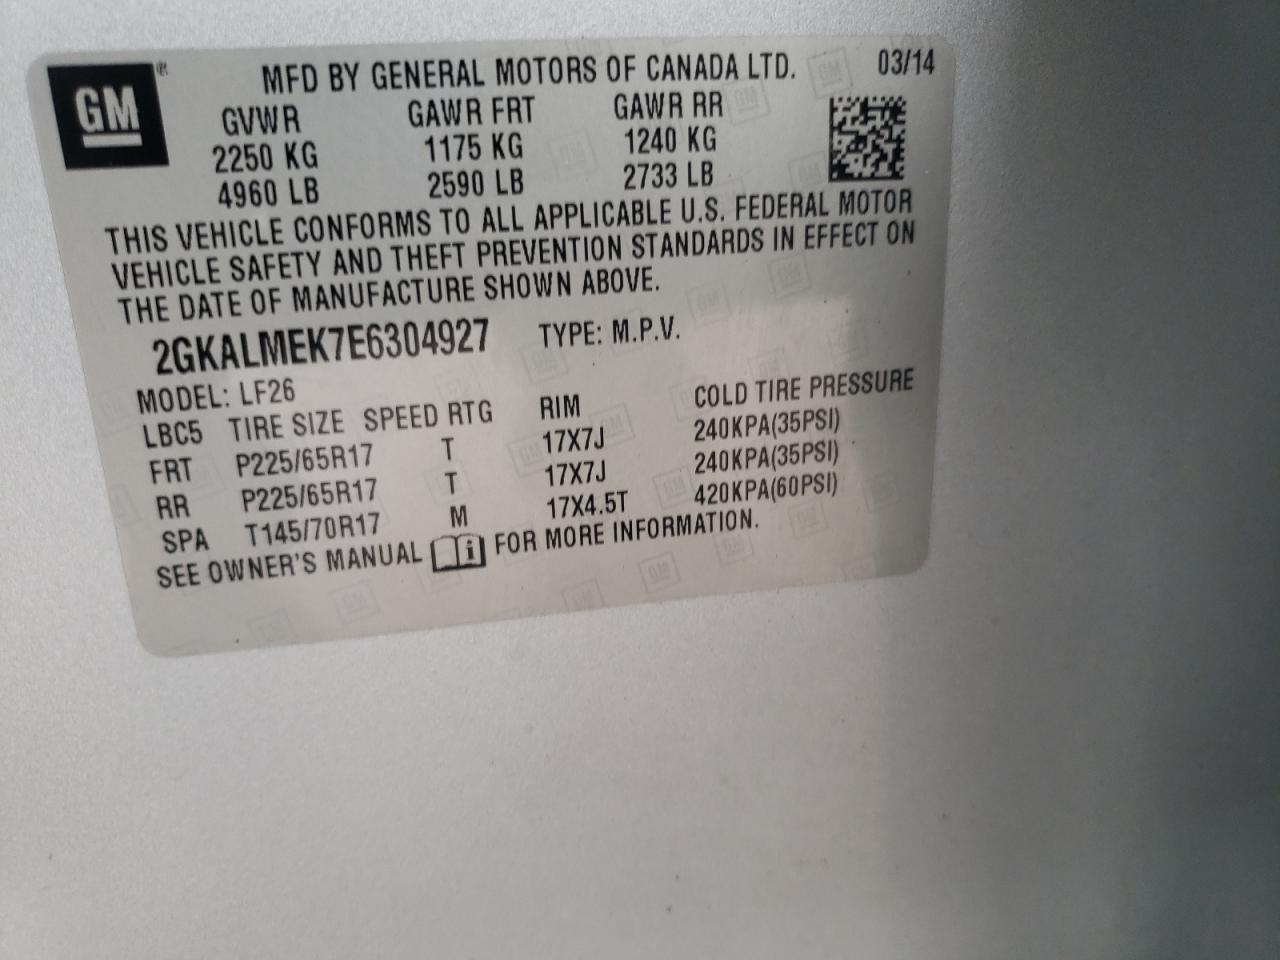 GM ® MFD BY GENERAL MOTORS OF CANADA LTD. 03/14
GVWR GAWR FRT GAWR RR
2250 KG 1175 KG 1240 KG
4960 LB 2590 LB 2733 LB
THIS VEHICLE CONFORMS TO ALL APPLICABLE U.S. FEDERAL MOTOR
VEHICLE SAFETY AND THEFT PREVENTION STANDARDS IN EFFECT ON
THE DATE OF MANUFACTURE SHOWN ABOVE.
2GKALMEK7E6304927 TYPE: M.P.V.
MODEL: LF26
LBC5 TIRE SIZE SPEED RTG RIM COLD TIRE PRESSURE
FRT P225/65R17 T 17X7J 240KPA(35PSI)
RR P225/65R17 T 17X7J 240KPA(35PSI)
SPA T145/70R17 M 17X4.5T 420KPA(60PSI)
SEE OWNER'S MANUAL i FOR MORE INFORMATION.